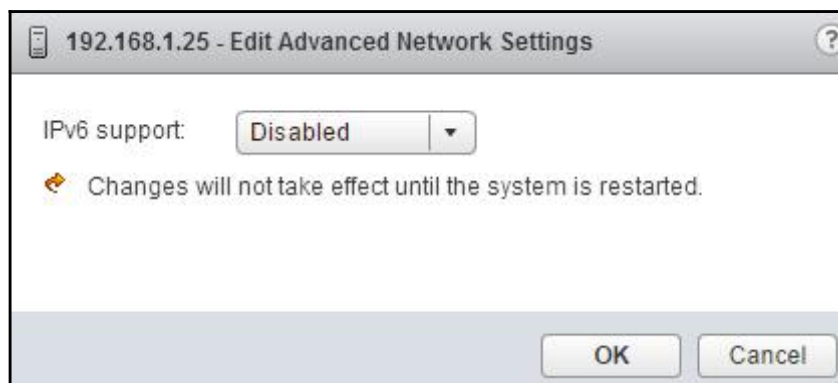 192.168.1.25 - Edit Advanced Network Settings ?
IPv6 support: Disabled
Changes will not take effect until the system is restarted.
OK Cancel